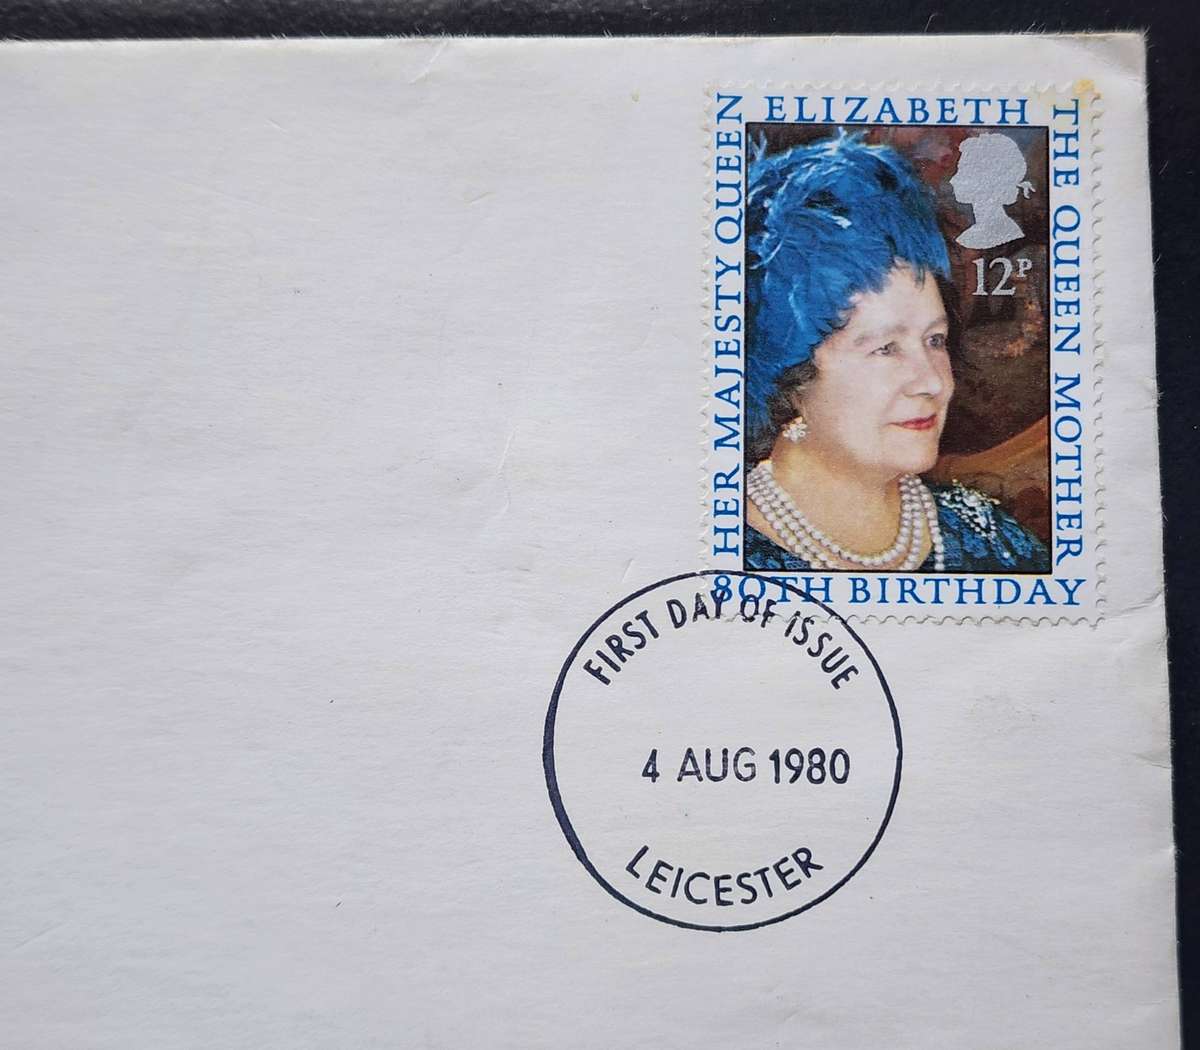 HER MAJESTY QUEEN
ELIZABETH
THE QUEEN MOTHER
12P
80TH BIRTHDAY
FIRST DAY OF ISSUE
4 AUG 1980
LEICESTER